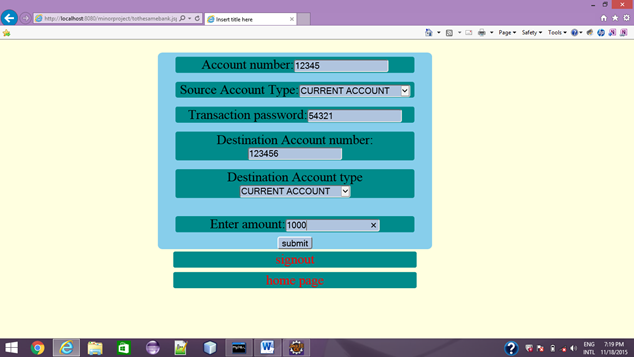 http://localhost:8080/minorproject/tothesamebank.jsp
Insert title here
Page Safety Tools
Account number: 12345
Source Account Type: CURRENT ACCOUNT
Transaction password: 54321
Destination Account number:
123456
Destination Account type
CURRENT ACCOUNT
Enter amount: 1000
submit
signout
home page
ENG 7:19 PM
INTL 11/18/2015